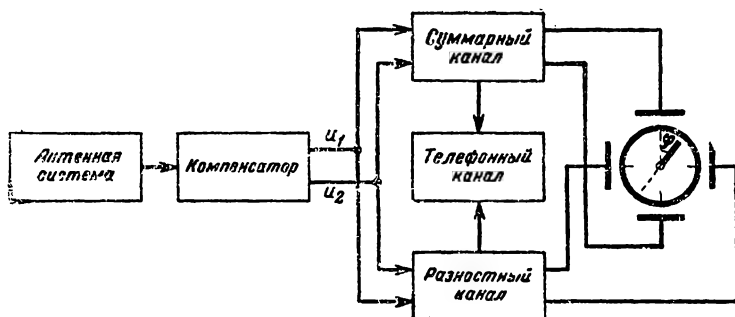 Суммарный
канал
Антенная
система
Компенсатор
u₁
u₂
Телефонный
канал
θ
Разностный
канал